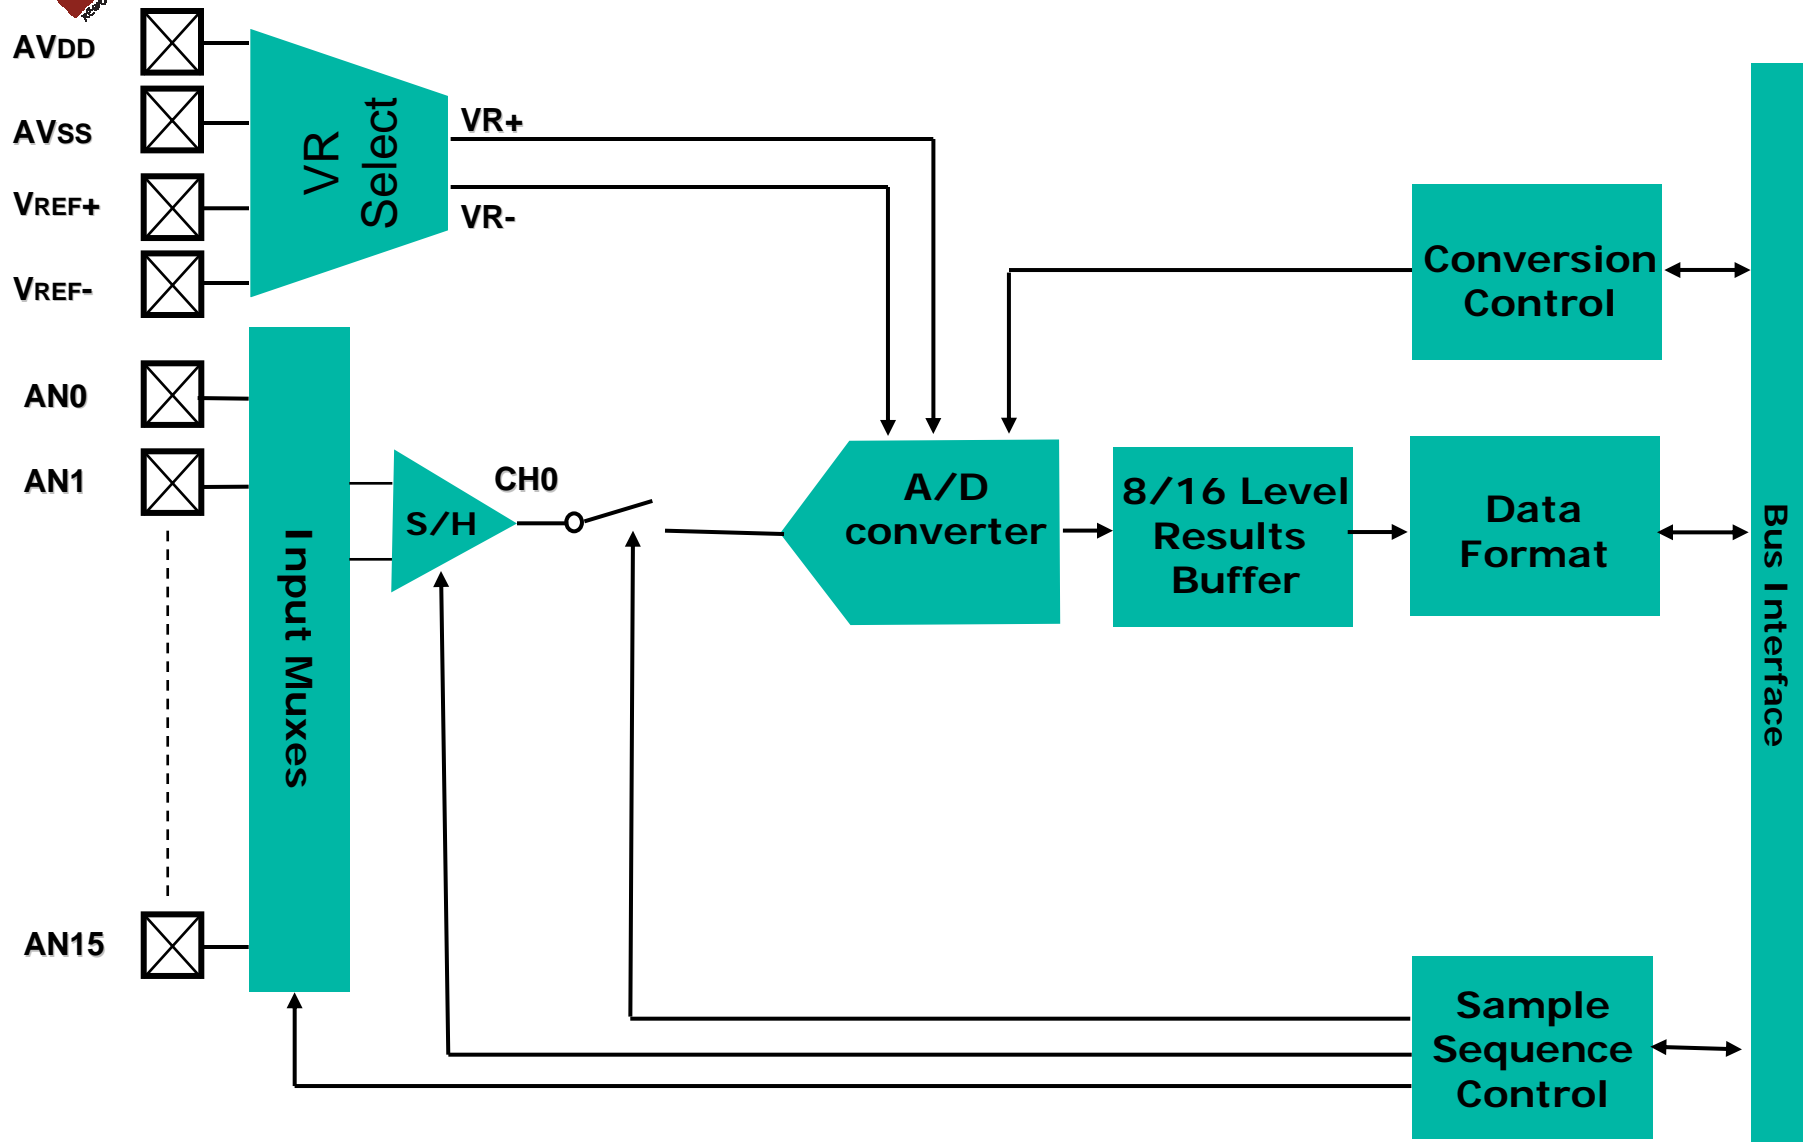 AVDD
AVSS
VREF+
VREF-
VR
Select
VR+
VR-
AN0
AN1
AN15
Input Muxes
S/H
CH0
A/D
converter
8/16 Level
Results
Buffer
Data
Format
Conversion
Control
Sample
Sequence
Control
Bus Interface